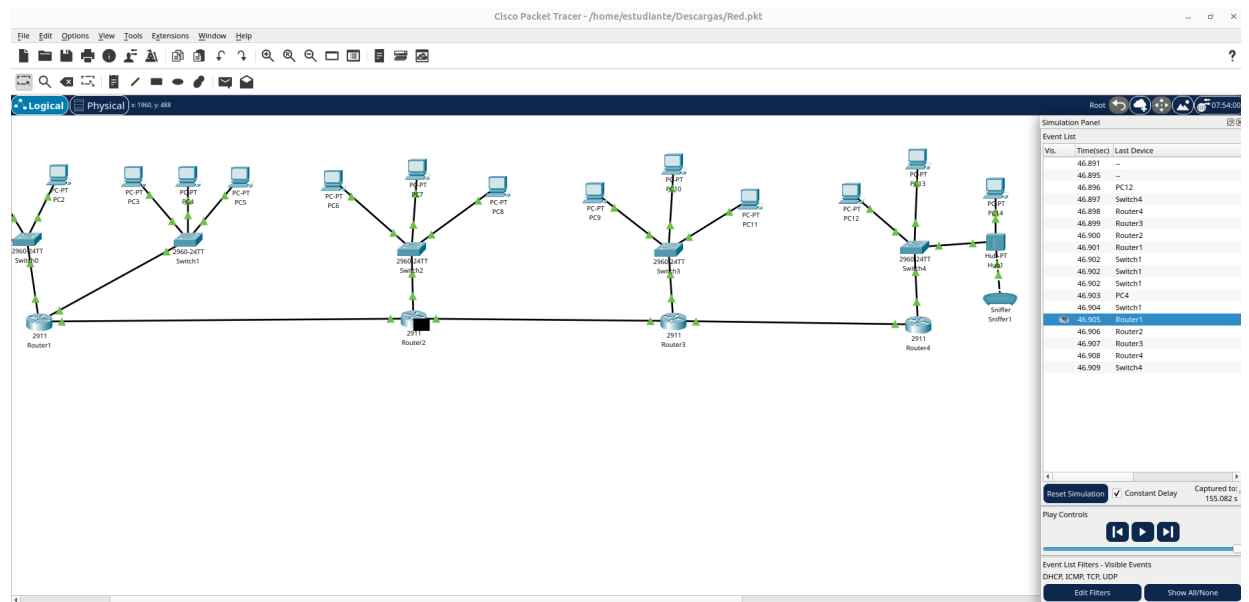 Cisco Packet Tracer - /home/estudiante/Descargas/Red.pkt
File Edit Options View Tools Extensions Window Help
?
Logical Physical x: 1960, y: 488 Root 07:54:00
Simulation Panel
Event List
Vis. Time(sec) Last Device
46.891 --
46.895 --
46.896 PC12
46.897 Switch4
46.898 Router4
46.899 Router3
46.900 Router2
46.901 Router1
46.902 Switch1
46.902 Switch1
46.902 Switch1
46.903 PC4
46.904 Switch1
46.905 Router1
46.906 Router2
46.907 Router3
46.908 Router4
46.909 Switch4
Reset Simulation Constant Delay Captured to:
155.082 s
Play Controls
Event List Filters - Visible Events
DHCP, ICMP, TCP, UDP
Edit Filters Show All/None
PC-PT
PC2
PC-PT
PC3
PC-PT
PC4
PC-PT
PC5
PC-PT
PC6
PC-PT
PC7
PC-PT
PC8
PC-PT
PC9
PC-PT
PC10
PC-PT
PC11
PC-PT
PC12
PC-PT
PC13
PC-PT
PC14
2960-24TT
Switch0
2960-24TT
Switch1
2960-24TT
Switch2
2960-24TT
Switch3
2960-24TT
Switch4
Hub-PT
Hub1
Sniffer
Sniffer1
2911
Router1
2911
Router2
2911
Router3
2911
Router4